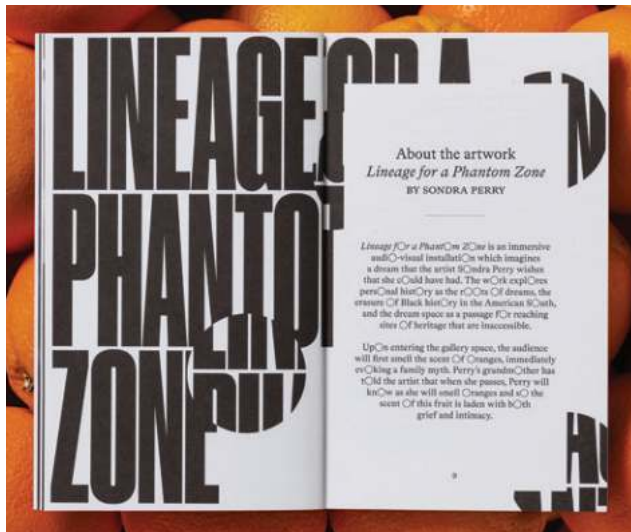 LINEAGE
PHANTO
ZONE
About the artwork
Lineage for a Phantom Zone
BY SONDRA PERRY
Lineage f◯r a Phant◯m Z◯ne is an immersive
audi◯-visual installati◯n which imagines
a dream that the artist S◯ndra Perry wishes
that she c◯uld have had. The w◯rk expl◯res
pers◯nal hist◯ry as the r◯◯ts ◯f dreams, the
erasure ◯f Black hist◯ry in the American S◯uth,
and the dream space as a passage f◯r reaching
sites ◯f heritage that are inaccessible.
Up◯n entering the gallery space, the audience
will first smell the scent ◯f ◯ranges, immediately
ev◯king a family myth. Perry's grandm◯ther has
t◯ld the artist that when she passes, Perry will
kn◯w as she will smell ◯ranges and s◯ the
scent ◯f this fruit is laden with b◯th
grief and intimacy.
9